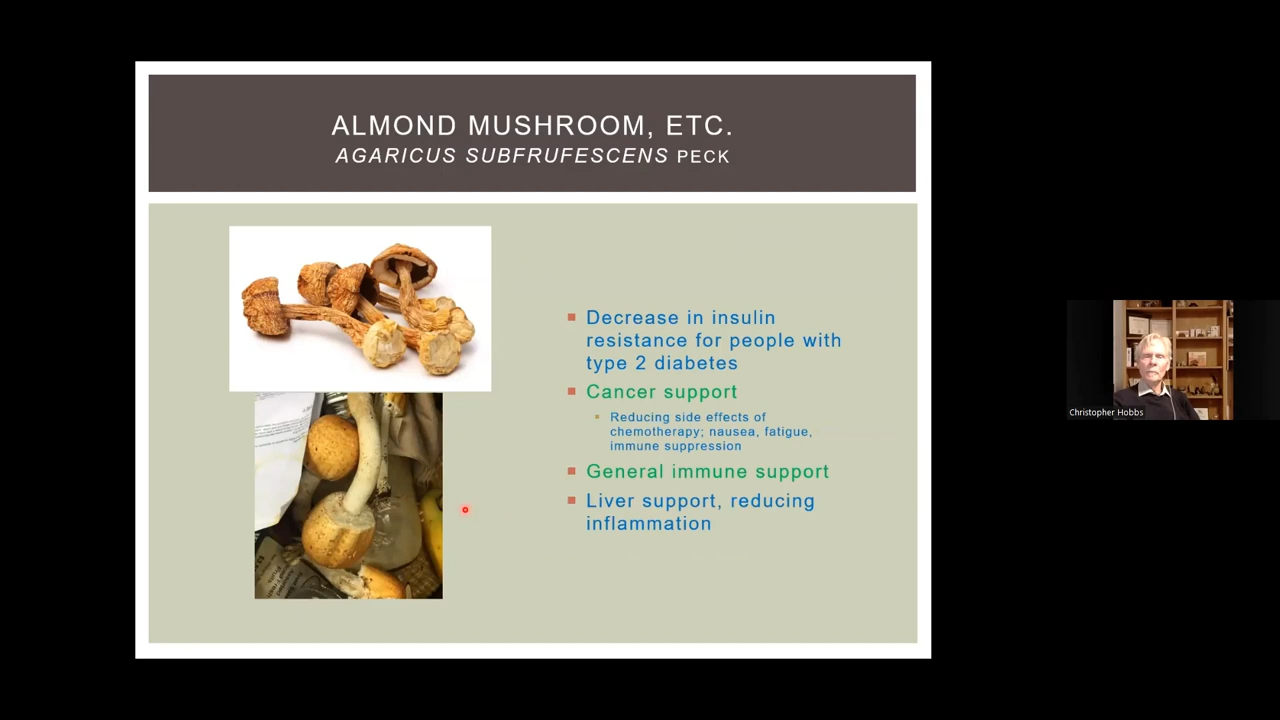 ALMOND MUSHROOM, ETC.
AGARICUS SUBFRUFESCENS PECK
Decrease in insulin
resistance for people with
type 2 diabetes
Cancer support
Reducing side effects of
chemotherapy; nausea, fatigue,
immune suppression
General immune support
Liver support, reducing
inflammation
Christopher Hobbs